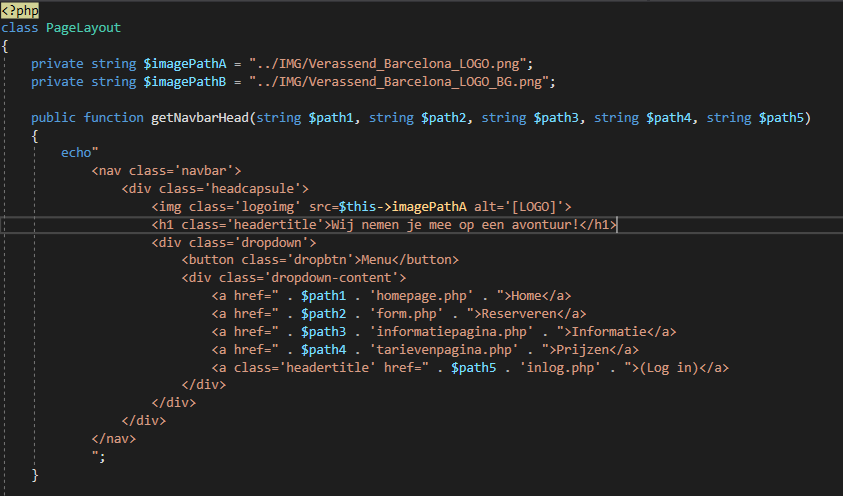 <?php
class PageLayout
{
    private string $imagePathA = "../IMG/Verassend_Barcelona_LOGO.png";
    private string $imagePathB = "../IMG/Verassend_Barcelona_LOGO_BG.png";

    public function getNavbarHead(string $path1, string $path2, string $path3, string $path4, string $path5)
    {
        echo"
            <nav class='navbar'>
                <div class='headcapsule'>
                    <img class='logoimg' src=$this->imagePathA alt='[LOGO]'>
                    <h1 class='headertitle'>Wij nemen je mee op een avontuur!</h1>
                    <div class='dropdown'>
                        <button class='dropbtn'>Menu</button>
                        <div class='dropdown-content'>
                            <a href=" . $path1 . 'homepage.php' . ">Home</a>
                            <a href=" . $path2 . 'form.php' . ">Reserveren</a>
                            <a href=" . $path3 . 'informatiepagina.php' . ">Informatie</a>
                            <a href=" . $path4 . 'tarievenpagina.php' . ">Prijzen</a>
                            <a class='headertitle' href=" . $path5 . 'inlog.php' . ">(Log in)</a>
                        </div>
                    </div>
                </div>
            </nav>
            ";
    }